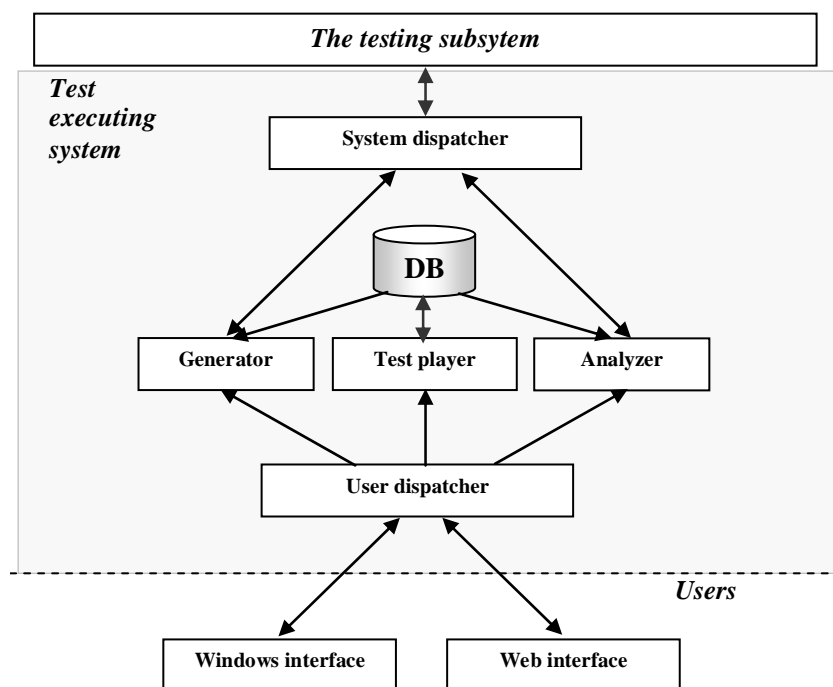 The testing subsytem
Test
executing
system
System dispatcher
DB
Generator
Test player
Analyzer
User dispatcher
Users
Windows interface
Web interface